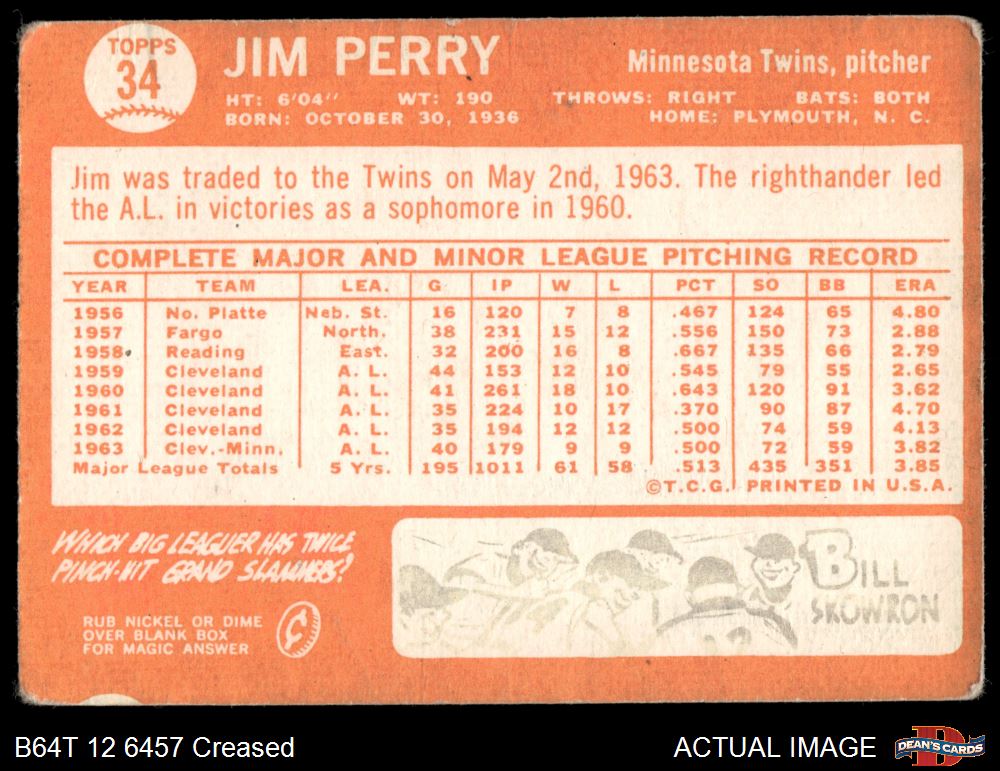 TOPPS
34
JIM PERRY
Minnesota Twins, pitcher
HT: 6'04" WT: 190 THROWS: RIGHT BATS: BOTH
BORN: OCTOBER 30, 1936 HOME: PLYMOUTH, N. C.
Jim was traded to the Twins on May 2nd, 1963. The righthander led
the A.L. in victories as a sophomore in 1960.
COMPLETE MAJOR AND MINOR LEAGUE PITCHING RECORD
YEAR TEAM LEA. G IP W L PCT SO BB ERA
1956 No. Platte Neb. St. 16 120 7 8 .467 124 65 4.80
1957 Fargo North. 38 231 15 12 .556 150 73 2.88
1958 Reading East. 32 200 16 8 .667 135 66 2.79
1959 Cleveland A. L. 44 153 12 10 .545 79 55 2.65
1960 Cleveland A. L. 41 261 18 10 .643 120 91 3.62
1961 Cleveland A. L. 35 224 10 17 .370 90 87 4.70
1962 Cleveland A. L. 35 194 12 12 .500 74 59 4.13
1963 Clev.-Minn. A. L. 40 179 9 9 .500 72 59 3.82
Major League Totals 5 Yrs. 195 1011 61 58 .513 435 351 3.85
©T.C.G. PRINTED IN U.S.A.
WHICH BIG LEAGUER HAS TWICE
PINCH-HIT GRAND SLAMMERS?
RUB NICKEL OR DIME
OVER BLANK BOX
FOR MAGIC ANSWER
BILL
SKOWRON
B64T 12 6457 Creased
ACTUAL IMAGE
DEAN'S CARDS